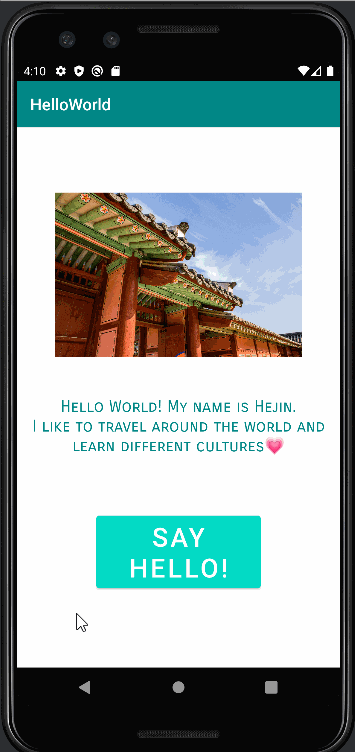 4:10
HelloWorld
Hello World! My name is Hejin.
I like to travel around the world and
learn different cultures💗
SAY
HELLO!